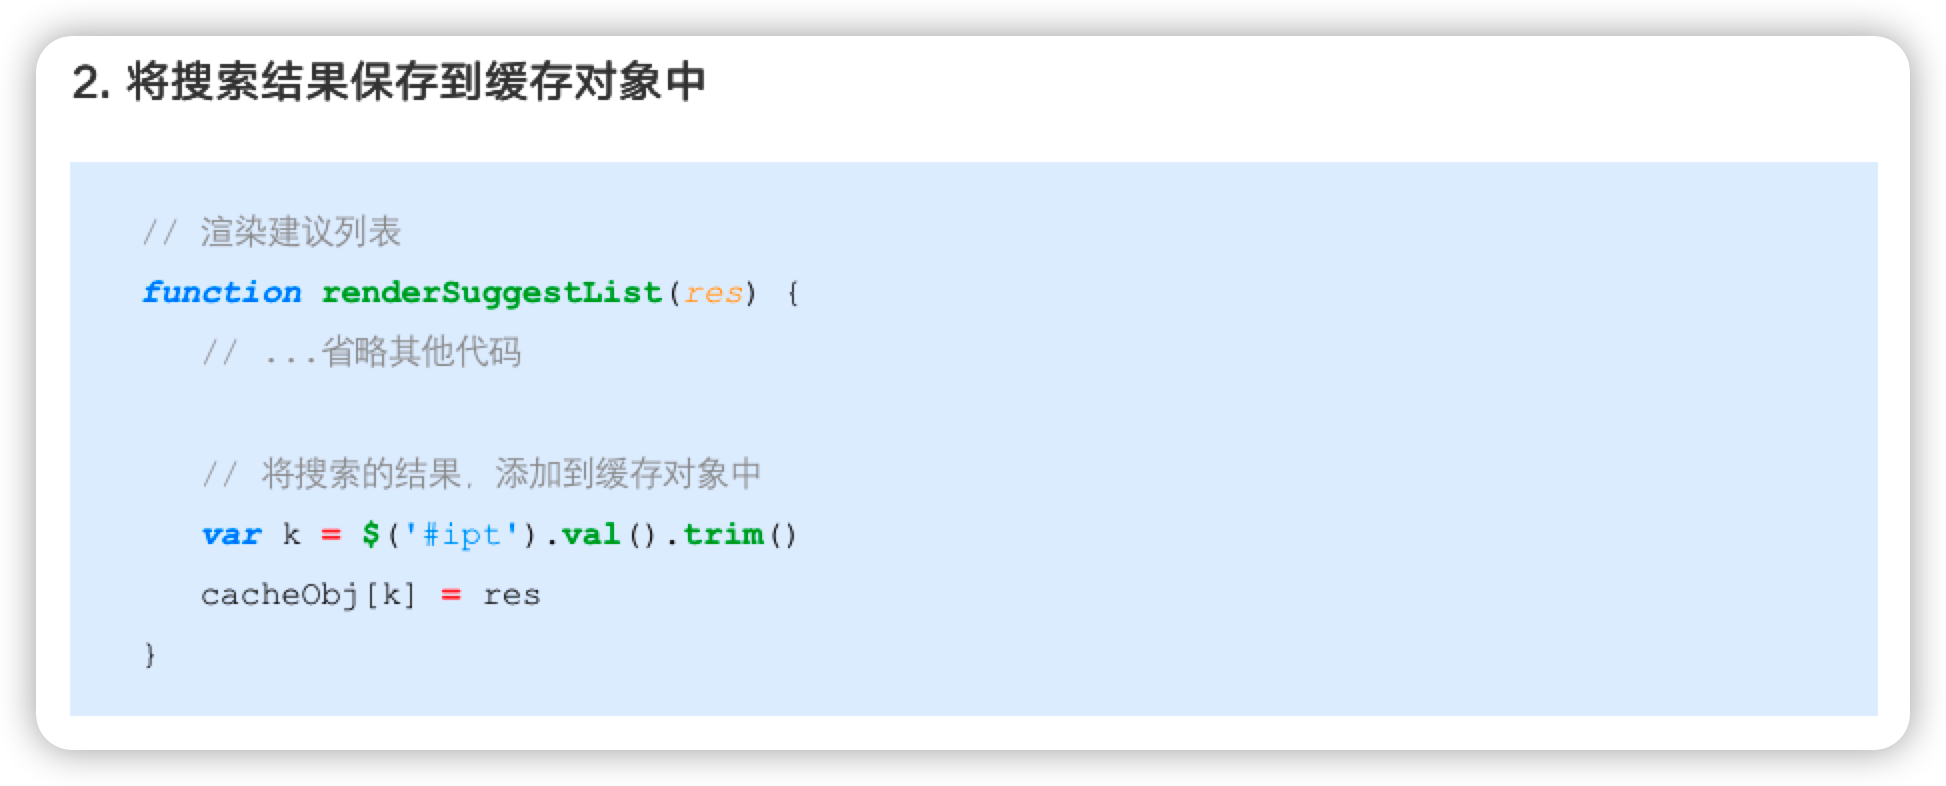 2. 将搜索结果保存到缓存对象中
// 渲染建议列表
function renderSuggestList(res) {
// ...省略其他代码
// 将搜索的结果，添加到缓存对象中
var k = $('#ipt').val().trim()
cacheObj[k] = res
}